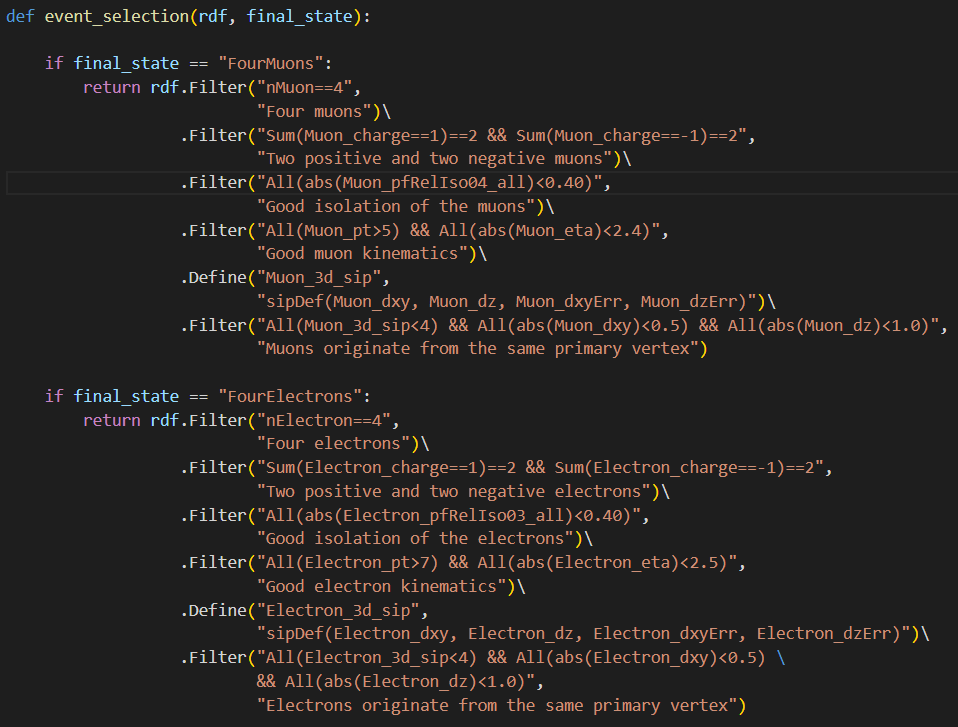 def event_selection(rdf, final_state):
if final_state == "FourMuons":
return rdf.Filter("nMuon==4",
"Four muons")\
.Filter("Sum(Muon_charge==1)==2 && Sum(Muon_charge==-1)==2",
"Two positive and two negative muons")\
.Filter("All(abs(Muon_pfRelIso04_all)<0.40)",
"Good isolation of the muons")\
.Filter("All(Muon_pt>5) && All(abs(Muon_eta)<2.4)",
"Good muon kinematics")\
.Define("Muon_3d_sip",
"sipDef(Muon_dxy, Muon_dz, Muon_dxyErr, Muon_dzErr)")\
.Filter("All(Muon_3d_sip<4) && All(abs(Muon_dxy)<0.5) && All(abs(Muon_dz)<1.0)",
"Muons originate from the same primary vertex")
if final_state == "FourElectrons":
return rdf.Filter("nElectron==4",
"Four electrons")\
.Filter("Sum(Electron_charge==1)==2 && Sum(Electron_charge==-1)==2",
"Two positive and two negative electrons")\
.Filter("All(abs(Electron_pfRelIso03_all)<0.40)",
"Good isolation of the electrons")\
.Filter("All(Electron_pt>7) && All(abs(Electron_eta)<2.5)",
"Good electron kinematics")\
.Define("Electron_3d_sip",
"sipDef(Electron_dxy, Electron_dz, Electron_dxyErr, Electron_dzErr)")\
.Filter("All(Electron_3d_sip<4) && All(abs(Electron_dxy)<0.5) \
&& All(abs(Electron_dz)<1.0)",
"Electrons originate from the same primary vertex")